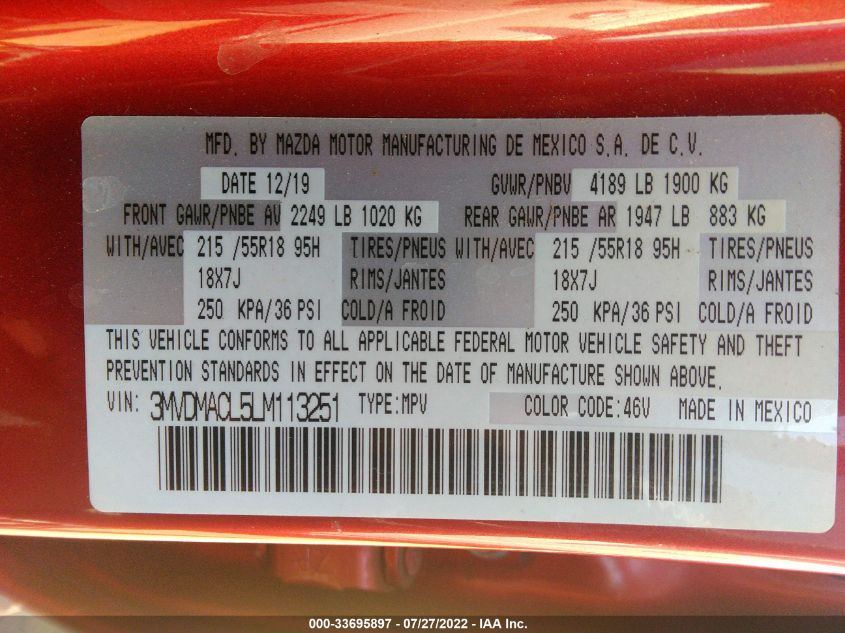 MFD. BY MAZDA MOTOR MANUFACTURING DE MEXICO S.A. DE C.V.
DATE 12/19 GVWR/PNBV 4189 LB 1900 KG
FRONT GAWR/PNBE AV 2249 LB 1020 KG REAR GAWR/PNBE AR 1947 LB 883 KG
WITH/AVEC 215 /55R18 95H TIRES/PNEUS WITH/AVEC 215 /55R18 95H TIRES/PNEUS
18X7J RIMS/JANTES 18X7J RIMS/JANTES
250 KPA/36 PSI COLD/A FROID 250 KPA/36 PSI COLD/A FROID
THIS VEHICLE CONFORMS TO ALL APPLICABLE FEDERAL MOTOR VEHICLE SAFETY AND THEFT
PREVENTION STANDARDS IN EFFECT ON THE DATE OF MANUFACTURE SHOWN ABOVE.
VIN: 3MVDMACL5LM113251 TYPE:MPV COLOR CODE:46V MADE IN MEXICO
000-33695897 - 07/27/2022 - IAA Inc.